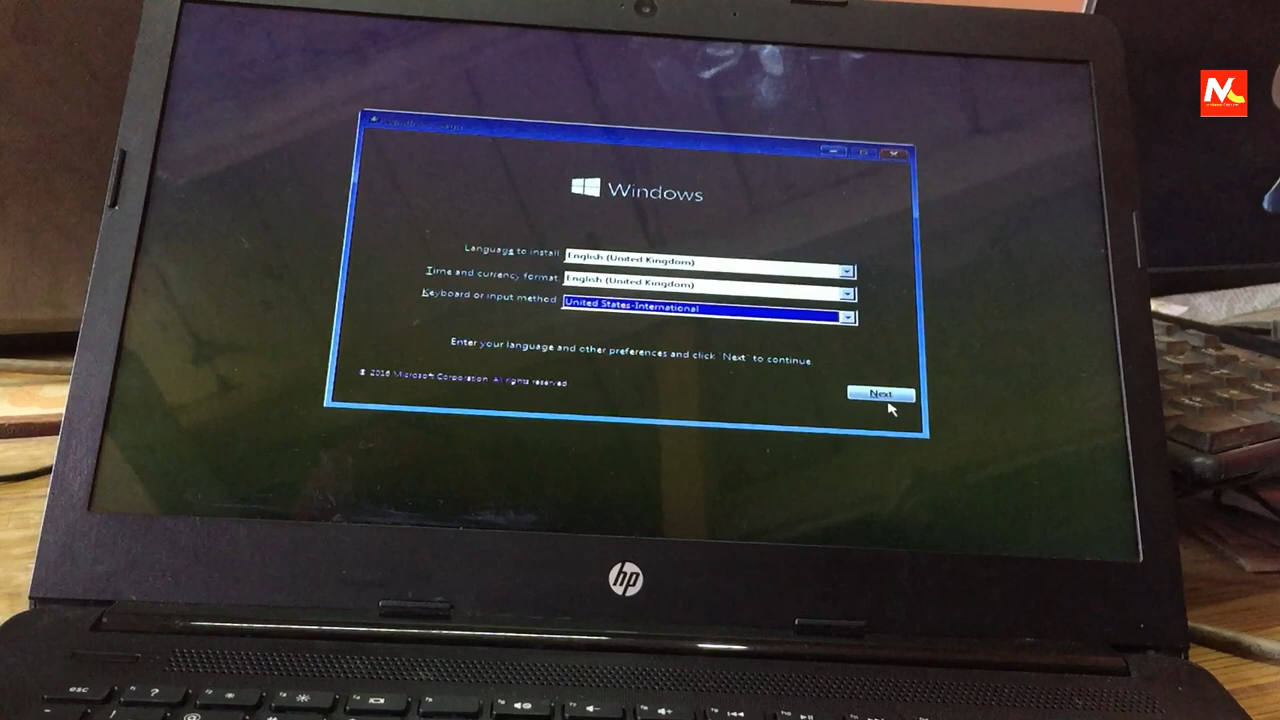 Windows
Language to install: English (United Kingdom)
Time and currency format: English (United Kingdom)
Keyboard or input method: United States-International
Enter your language and other preferences and click "Next" to continue.
© 2016 Microsoft Corporation. All rights reserved.
Next
hp
esc